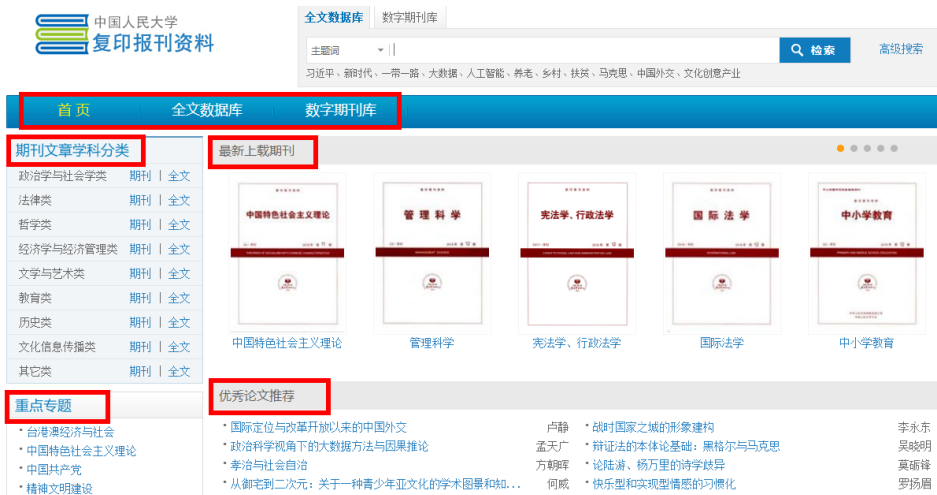 中国人民大学
复印报刊资料
全文数据库 数字期刊库
主题词
检索
高级搜索
习近平、新时代、一带一路、大数据、人工智能、养老、乡村、扶贫、马克思、中国外交、文化创意产业
首页 全文数据库 数字期刊库
期刊文章学科分类
政治学与社会学类 期刊 | 全文
法律类 期刊 | 全文
哲学类 期刊 | 全文
经济学与经济管理类 期刊 | 全文
文学与艺术类 期刊 | 全文
教育类 期刊 | 全文
历史类 期刊 | 全文
文化信息传播类 期刊 | 全文
其它类 期刊 | 全文
重点专题
• 台港澳经济与社会
• 中国特色社会主义理论
• 中国共产党
• 精神文明建设
最新上载期刊
中国特色社会主义理论
管理科学
宪法学、行政法学
国际法学
中小学教育
中国特色社会主义理论
管理科学
宪法学、行政法学
国际法学
中小学教育
优秀论文推荐
• 国际定位与改革开放以来的中国外交 卢静
• 政治科学视角下的大数据方法与因果推论 孟天广
• 孝治与社会自治 方朝晖
• 从御宅到二次元：关于一种青少年亚文化的学术图景和知... 何威
• 战时国家之城的形象建构 李永东
• 辩证法的本体论基础：黑格尔与马克思 吴晓明
• 论陆游、杨万里的诗学歧异 莫砺锋
• 快乐型和实现型情感的习惯化 罗扬眉